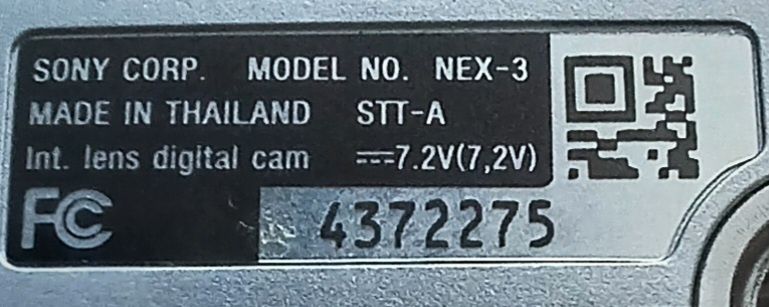 SONY CORP. MODEL NO. NEX-3
MADE IN THAILAND STT-A
Int. lens digital cam ⎓7.2V(7,2V)
FC 4372275